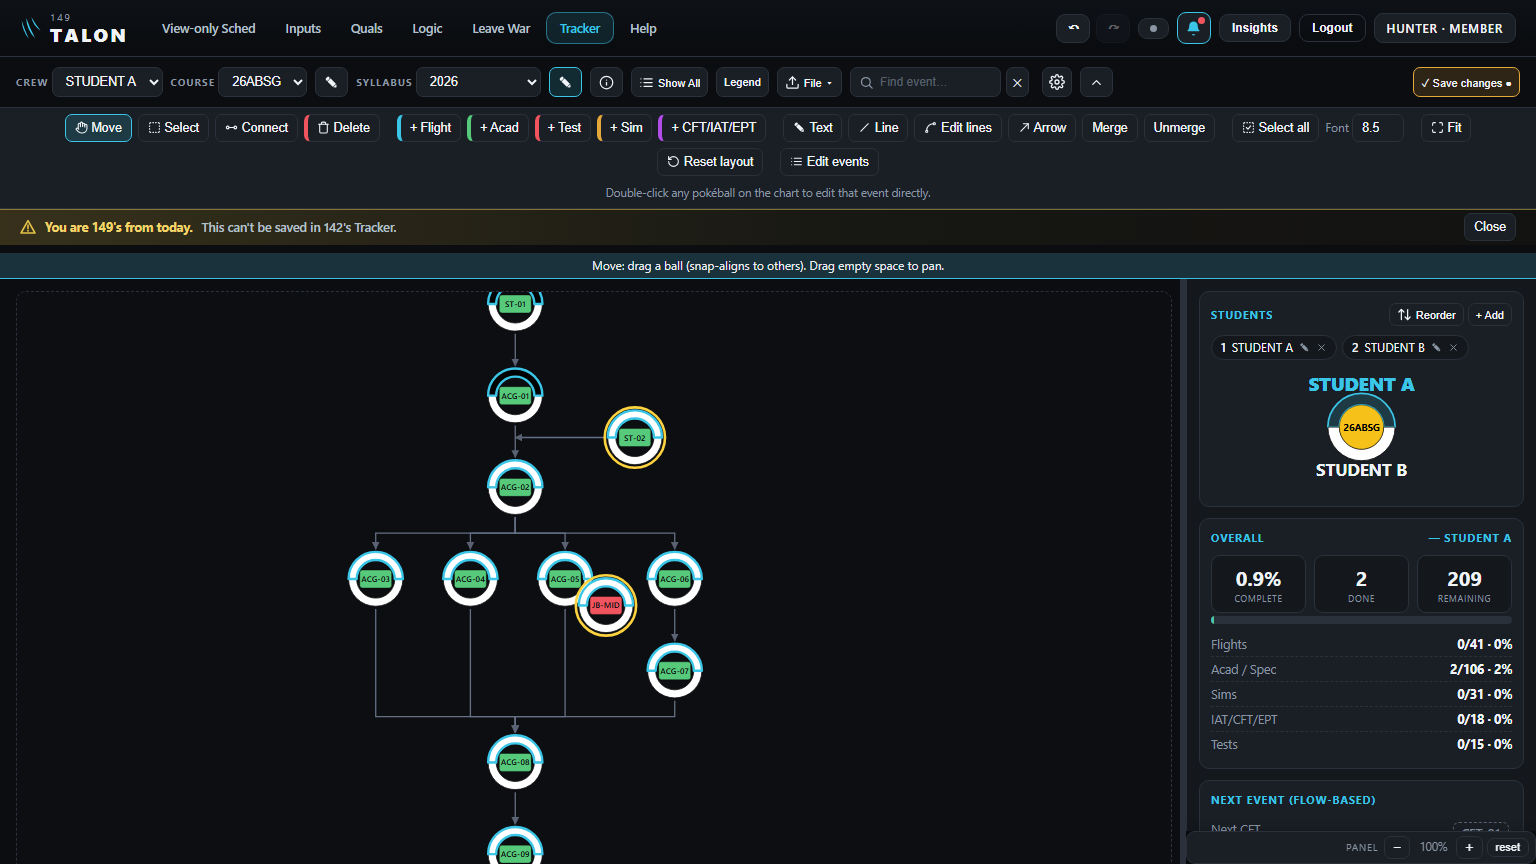 149
TALON
View-only Sched
Inputs
Quals
Logic
Leave War
Tracker
Help
Insights
Logout
HUNTER · MEMBER
CREW
STUDENT A
COURSE
26ABSG
SYLLABUS
2026
Show All
Legend
File
Find event...
Save changes
Move
Select
Connect
Delete
+ Flight
+ Acad
+ Test
+ Sim
+ CFT/IAT/EPT
Text
Line
Edit lines
Arrow
Merge
Unmerge
Select all
Font
8.5
Fit
Reset layout
Edit events
Double-click any pokéball on the chart to edit that event directly.
You are 149's from today. This can't be saved in 142's Tracker.
Close
Move: drag a ball (snap-aligns to others). Drag empty space to pan.
ST-01
ACG-01
ST-02
ACG-02
ACG-03
ACG-04
ACG-05
ACG-06
JB-MID
ACG-07
ACG-08
ACG-09
STUDENTS
Reorder
+ Add
1 STUDENT A
2 STUDENT B
STUDENT A
26ABSG
STUDENT B
OVERALL
— STUDENT A
0.9%
COMPLETE
2
DONE
209
REMAINING
Flights 0/41 · 0%
Acad / Spec 2/106 · 2%
Sims 0/31 · 0%
IAT/CFT/EPT 0/18 · 0%
Tests 0/15 · 0%
NEXT EVENT (FLOW-BASED)
Next CFT
PANEL
100%
reset